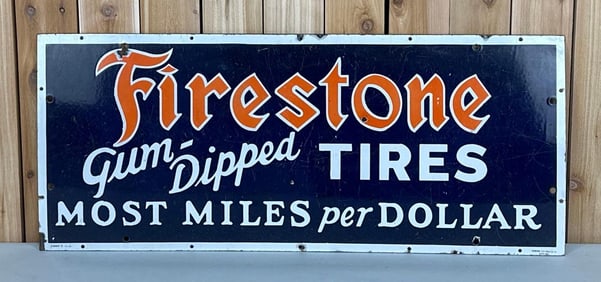 Firestone
Gum-Dipped TIRES
MOST MILES per DOLLAR